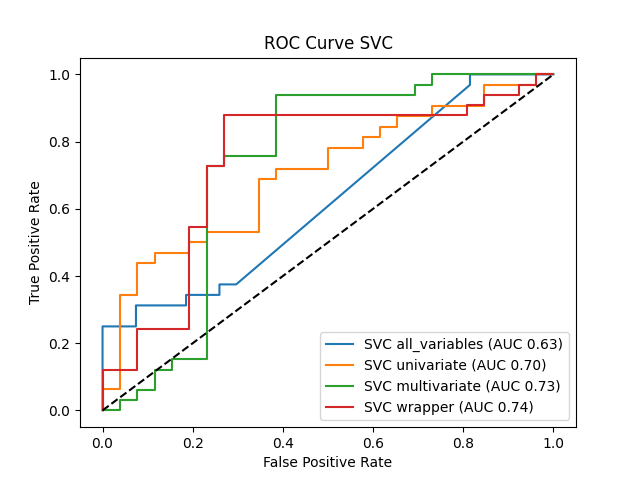 ROC Curve SVC
True Positive Rate
1.0
0.8
0.6
0.4
0.2
0.0
SVC all_variables (AUC 0.63)
SVC univariate (AUC 0.70)
SVC multivariate (AUC 0.73)
SVC wrapper (AUC 0.74)
0.0 0.2 0.4 0.6 0.8 1.0
False Positive Rate